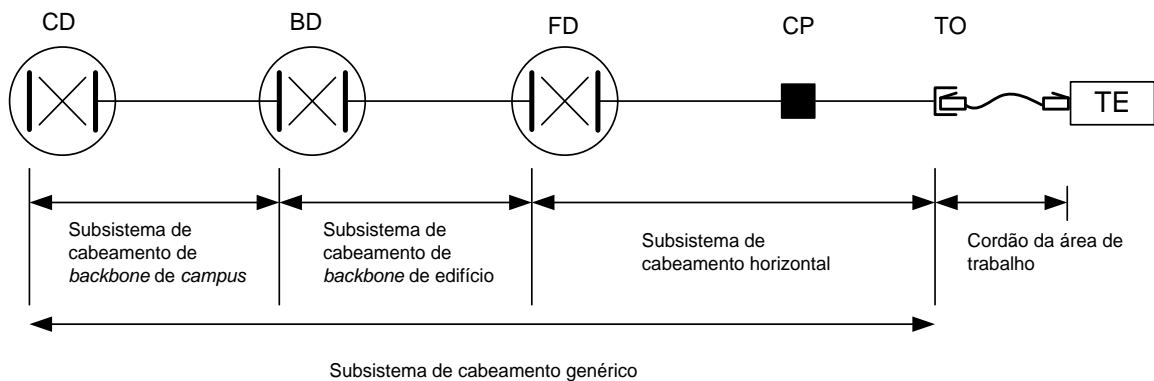 CD
BD
FD
CP
TO
TE
Subsistema de
cabeamento de
backbone de campus
Subsistema de
cabeamento de
backbone de edifício
Subsistema de
cabeamento horizontal
Cordão da área de
trabalho
Subsistema de cabeamento genérico